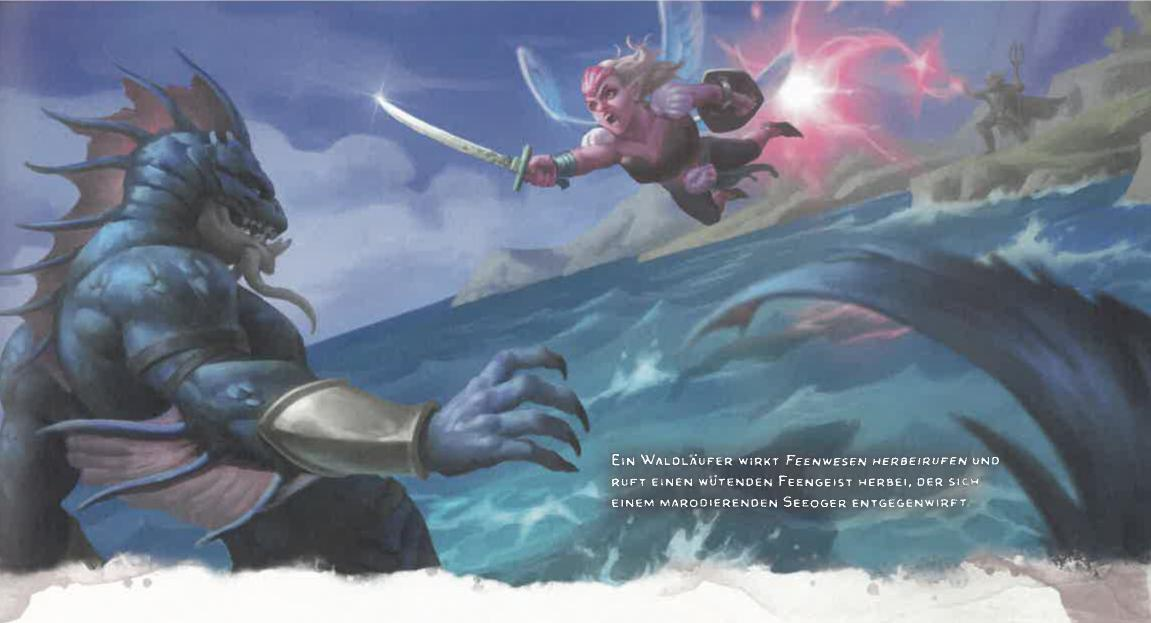 Ein Waldläufer wirkt Feenwesen herbeirufen und
ruft einen wütenden Feengeist herbei, der sich
einem marodierenden Seeoger entgegenwirft.